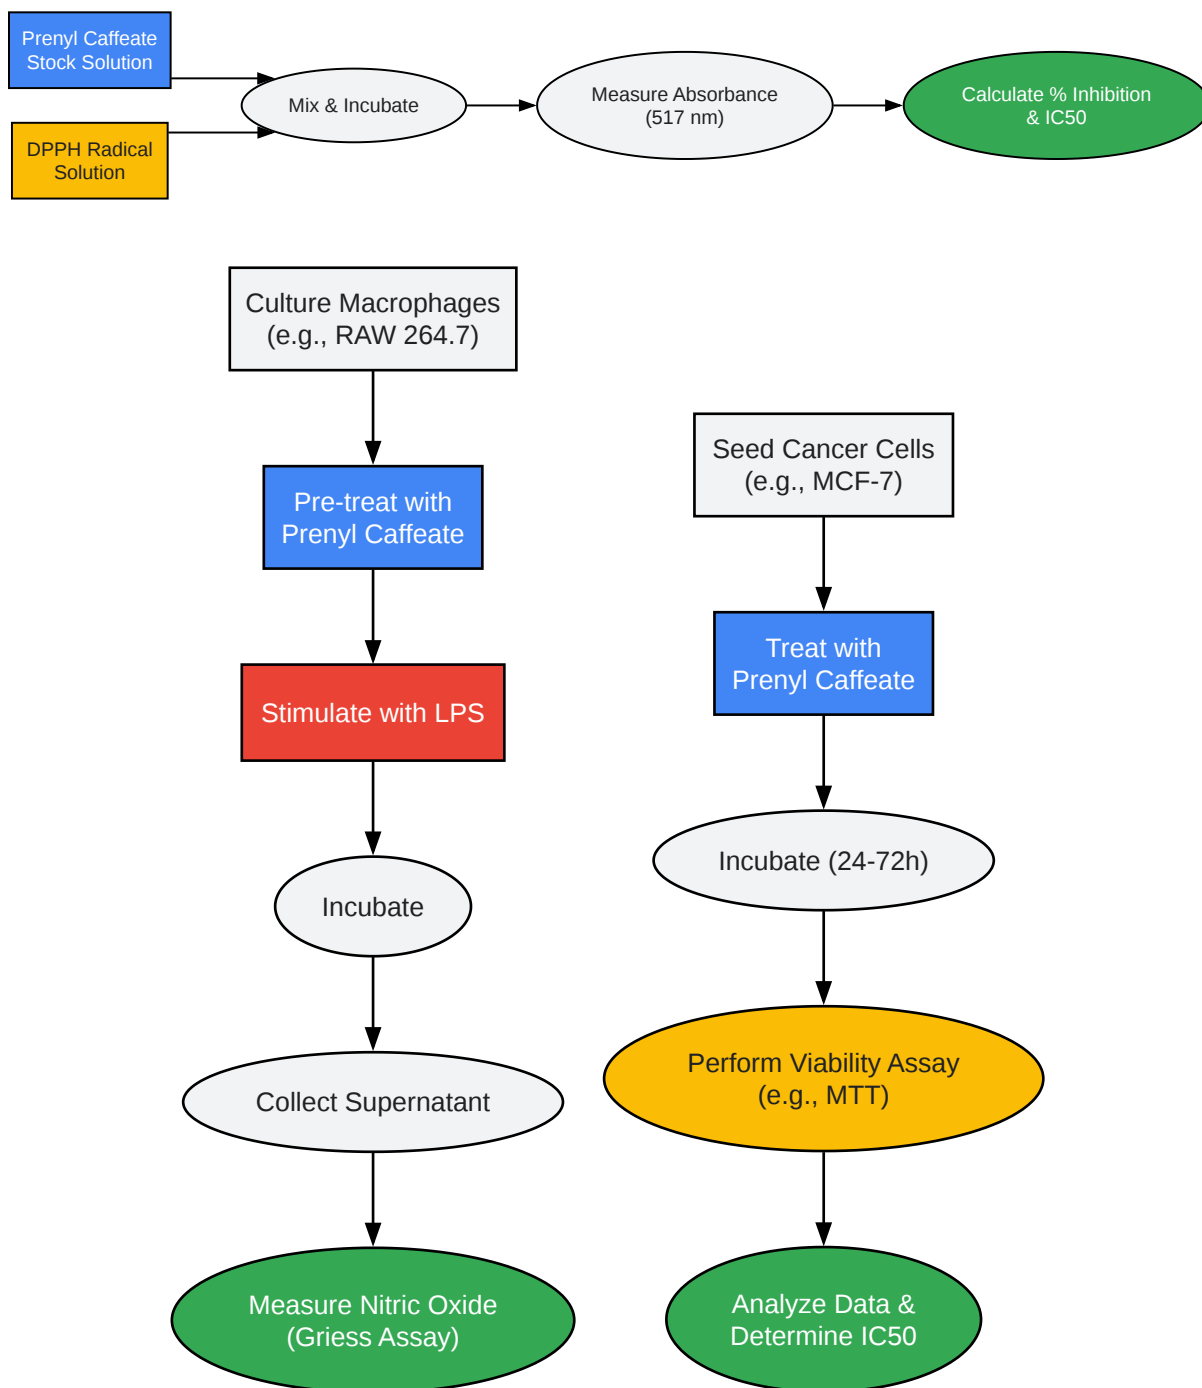 Prenyl Caffeate
Stock Solution
DPPH Radical
Solution
Mix & Incubate
Measure Absorbance
(517 nm)
Calculate % Inhibition
& IC50
Culture Macrophages
(e.g., RAW 264.7)
Pre-treat with
Prenyl Caffeate
Stimulate with LPS
Incubate
Collect Supernatant
Measure Nitric Oxide
(Griess Assay)
Seed Cancer Cells
(e.g., MCF-7)
Treat with
Prenyl Caffeate
Incubate (24-72h)
Perform Viability Assay
(e.g., MTT)
Analyze Data &
Determine IC50